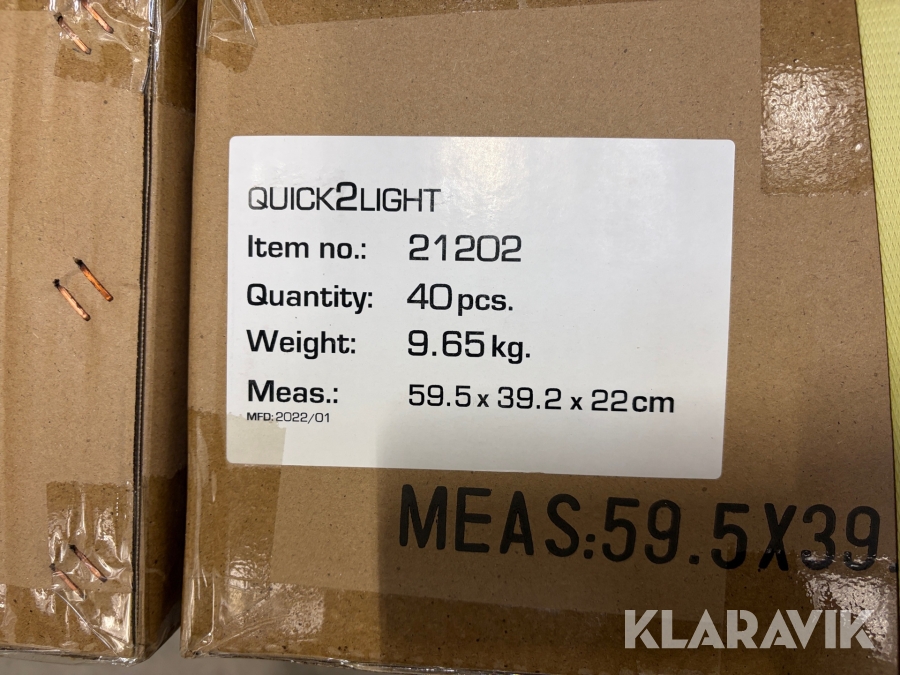 QUICK2LIGHT
Item no.: 21202
Quantity: 40 pcs.
Weight: 9.65 kg.
Meas.: 59.5 x 39.2 x 22 cm
MFD: 2022/01
MEAS:59.5X39.
KLARAVIK